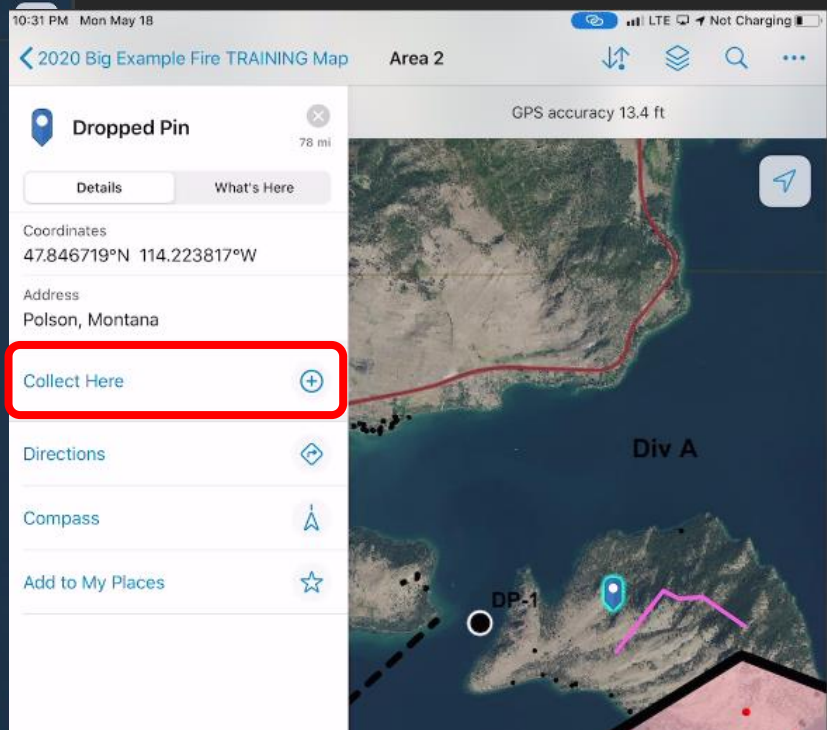 10:31 PM Mon May 18
LTE
Not Charging
2020 Big Example Fire TRAINING Map
Area 2
Dropped Pin
78 mi
GPS accuracy 13.4 ft
Details
What's Here
Coordinates
47.846719°N 114.223817°W
Address
Polson, Montana
Collect Here
Directions
Compass
Add to My Places
Div A
DP-1